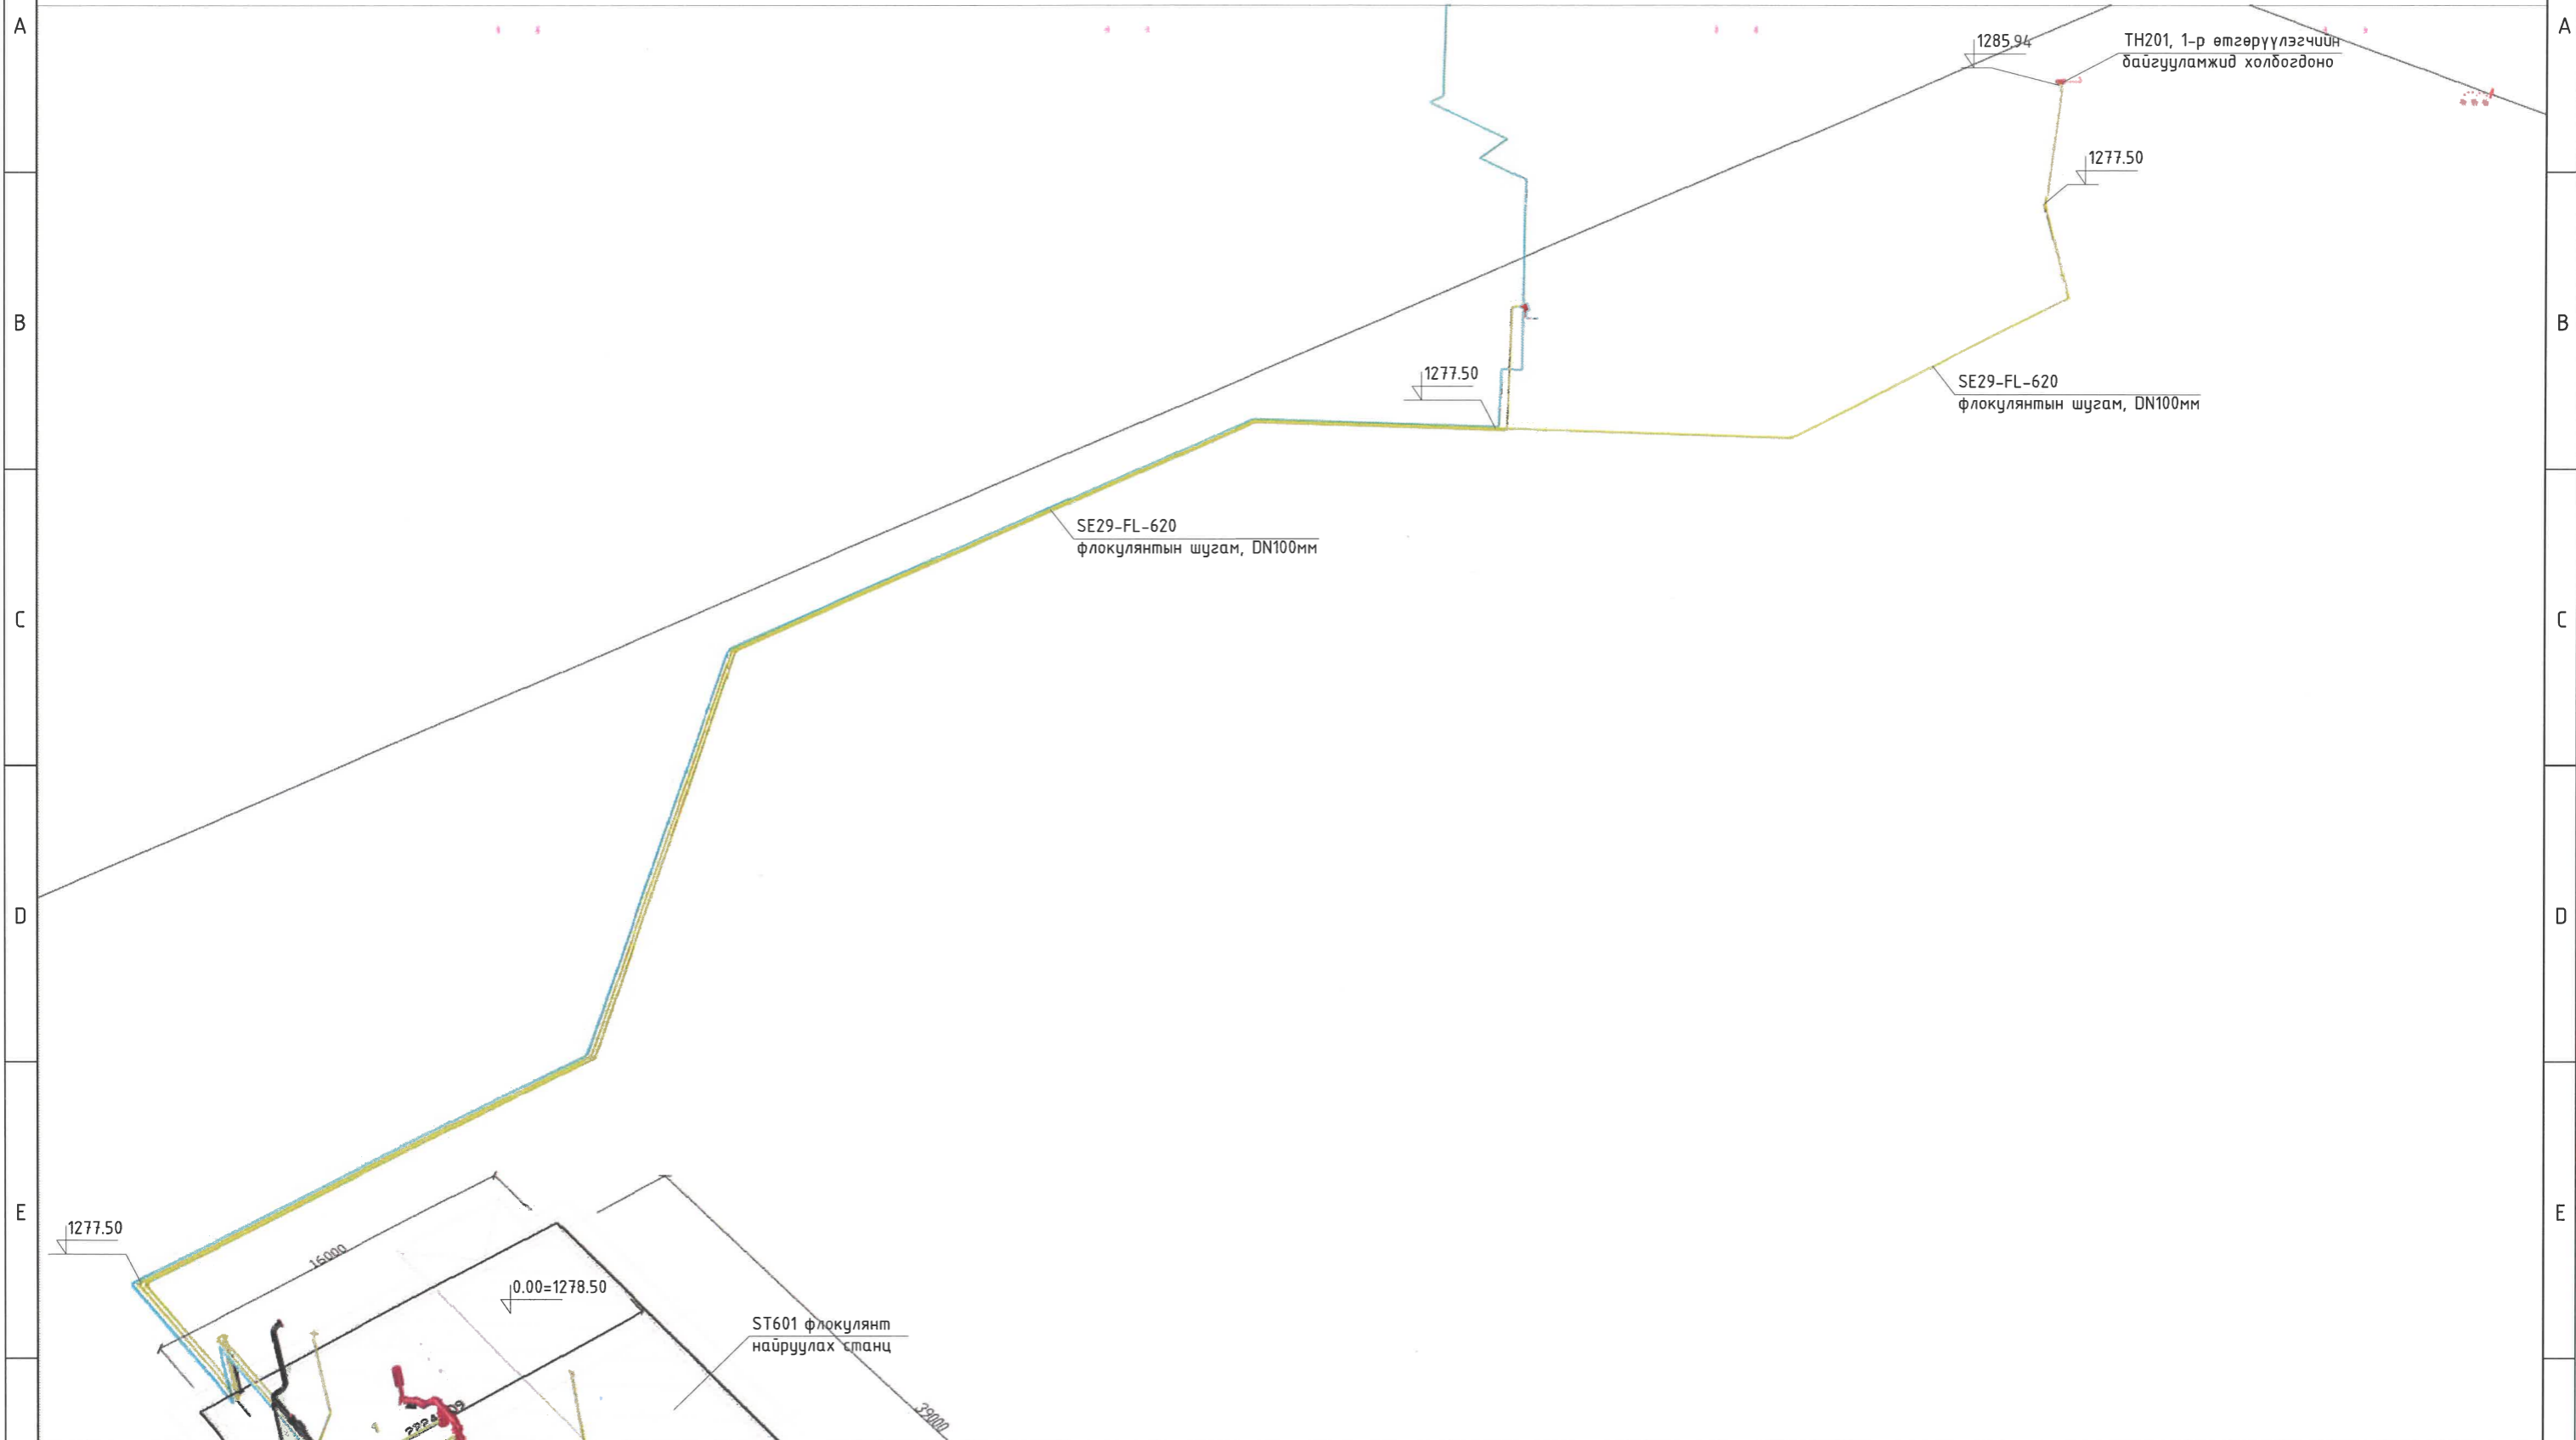 A
A
1285.94
TH201, 1-р өтгөрүүлэгчийн
байгууламжид холбогдоно
1277.50
B
B
1277.50
SE29-FL-620
флокулянтын шугам, DN100мм
SE29-FL-620
флокулянтын шугам, DN100мм
C
C
D
D
E
E
1277.50
16000
0.00=1278.50
ST601 флокулянт
найруулах станц
39000